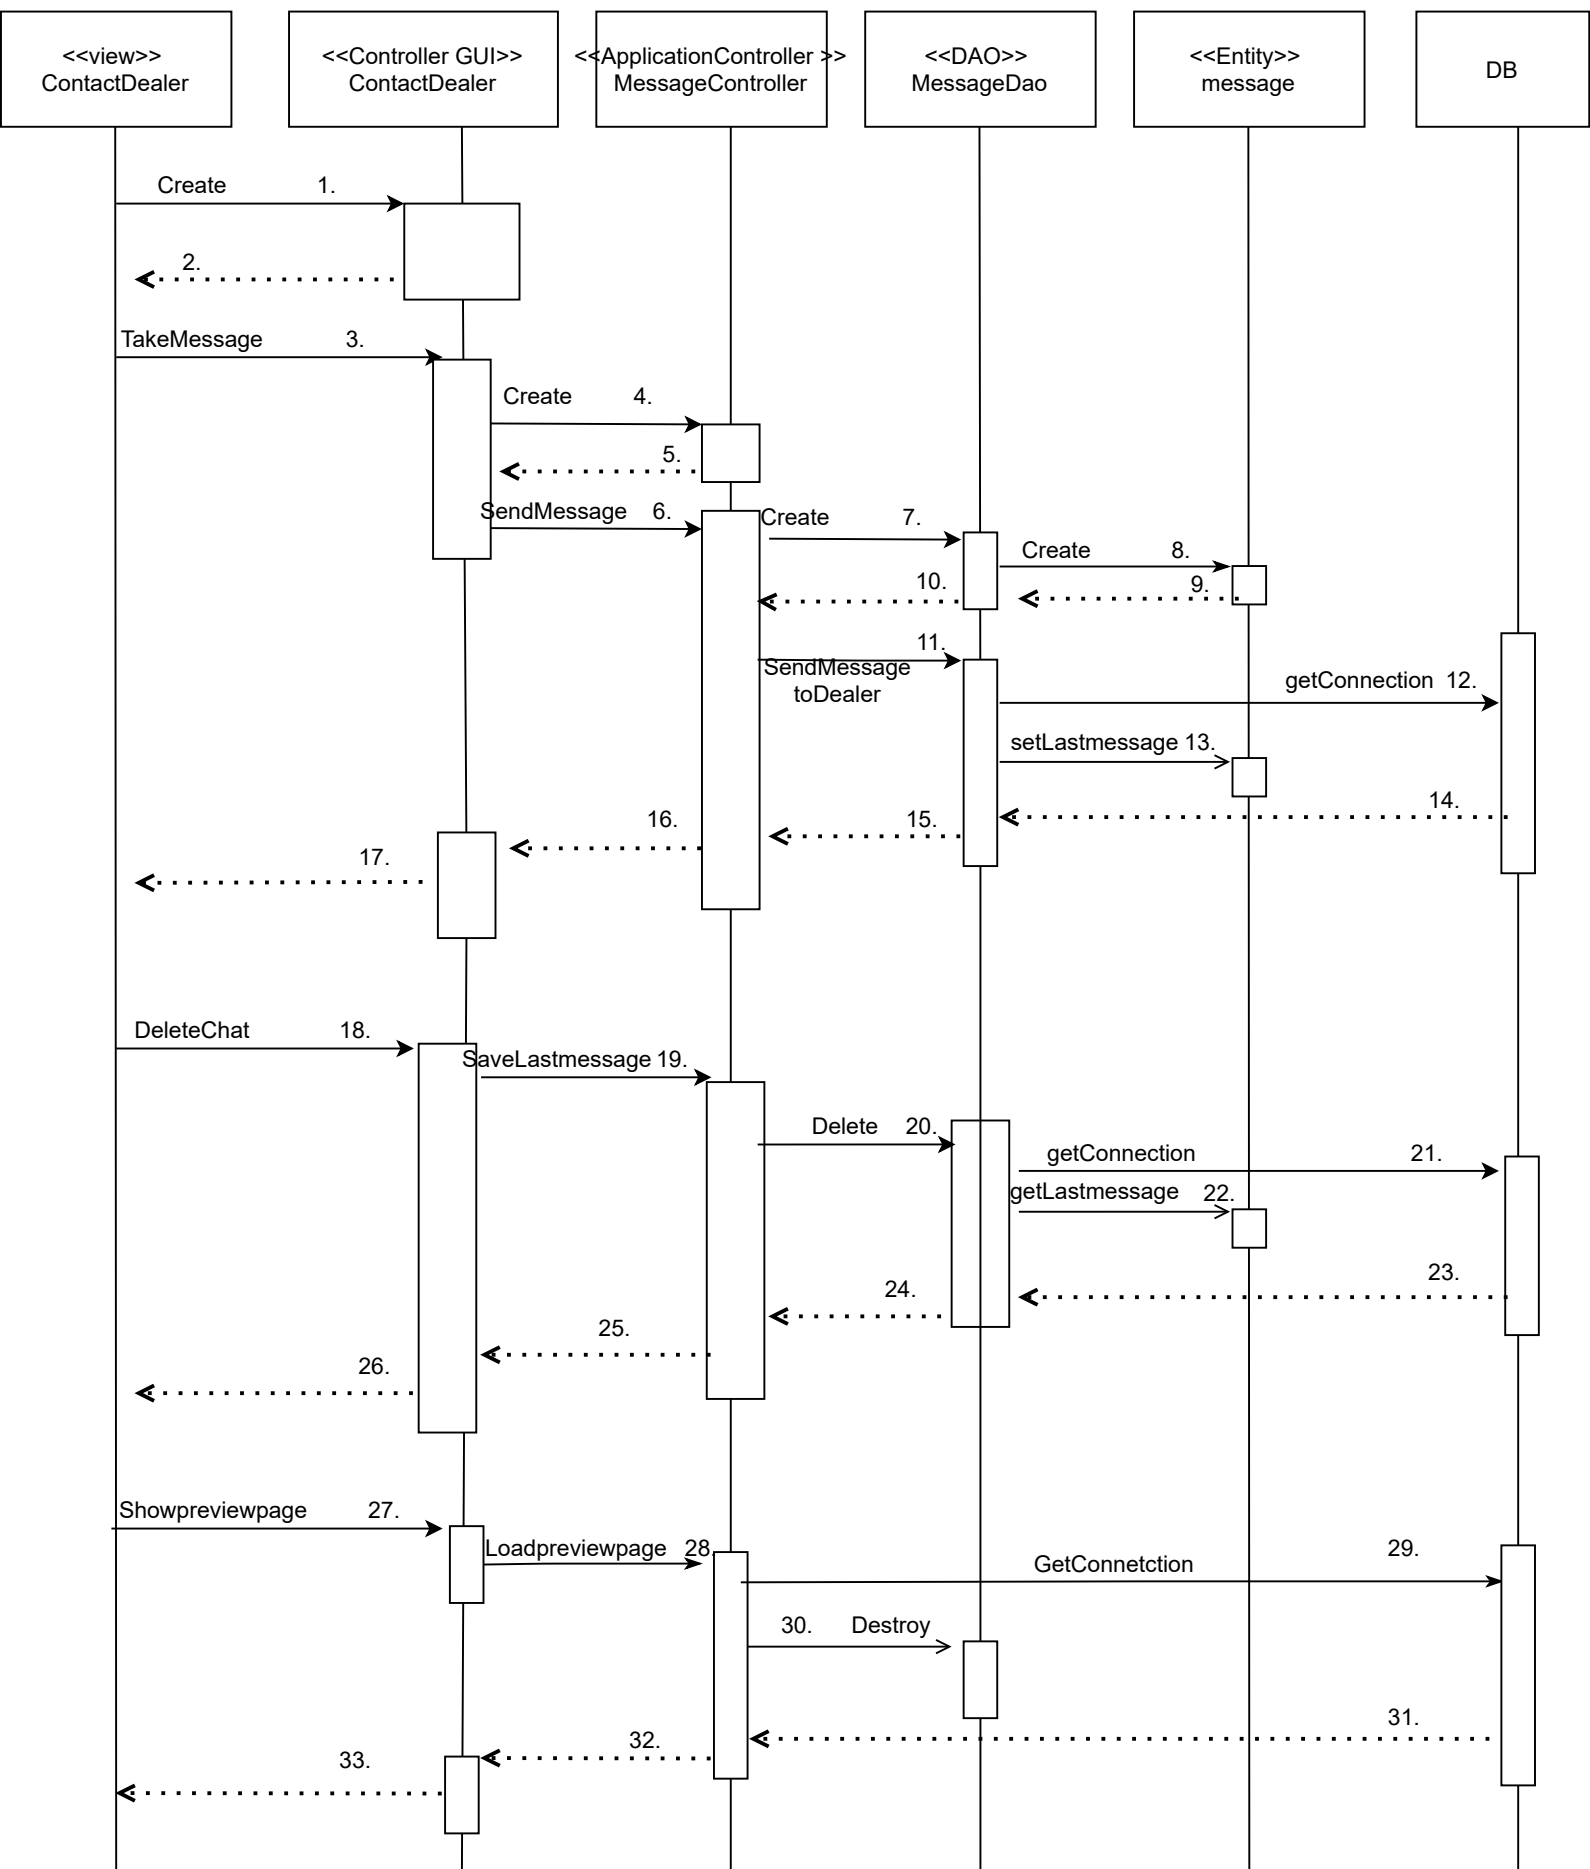 <<view>>
ContactDealer
<<Controller GUI>>
ContactDealer
<<ApplicationController >>
MessageController
<<DAO>>
MessageDao
<<Entity>>
message
DB
Create 1.
2.
TakeMessage 3.
Create 4.
5.
SendMessage 6.
Create 7.
Create 8.
9.
10.
11.
SendMessage
toDealer
getConnection 12.
setLastmessage 13.
14.
15.
16.
17.
DeleteChat 18.
SaveLastmessage 19.
Delete 20.
getConnection 21.
getLastmessage 22.
23.
24.
25.
26.
Showpreviewpage 27.
Loadpreviewpage 28.
GetConnetction 29.
30. Destroy
31.
32.
33.